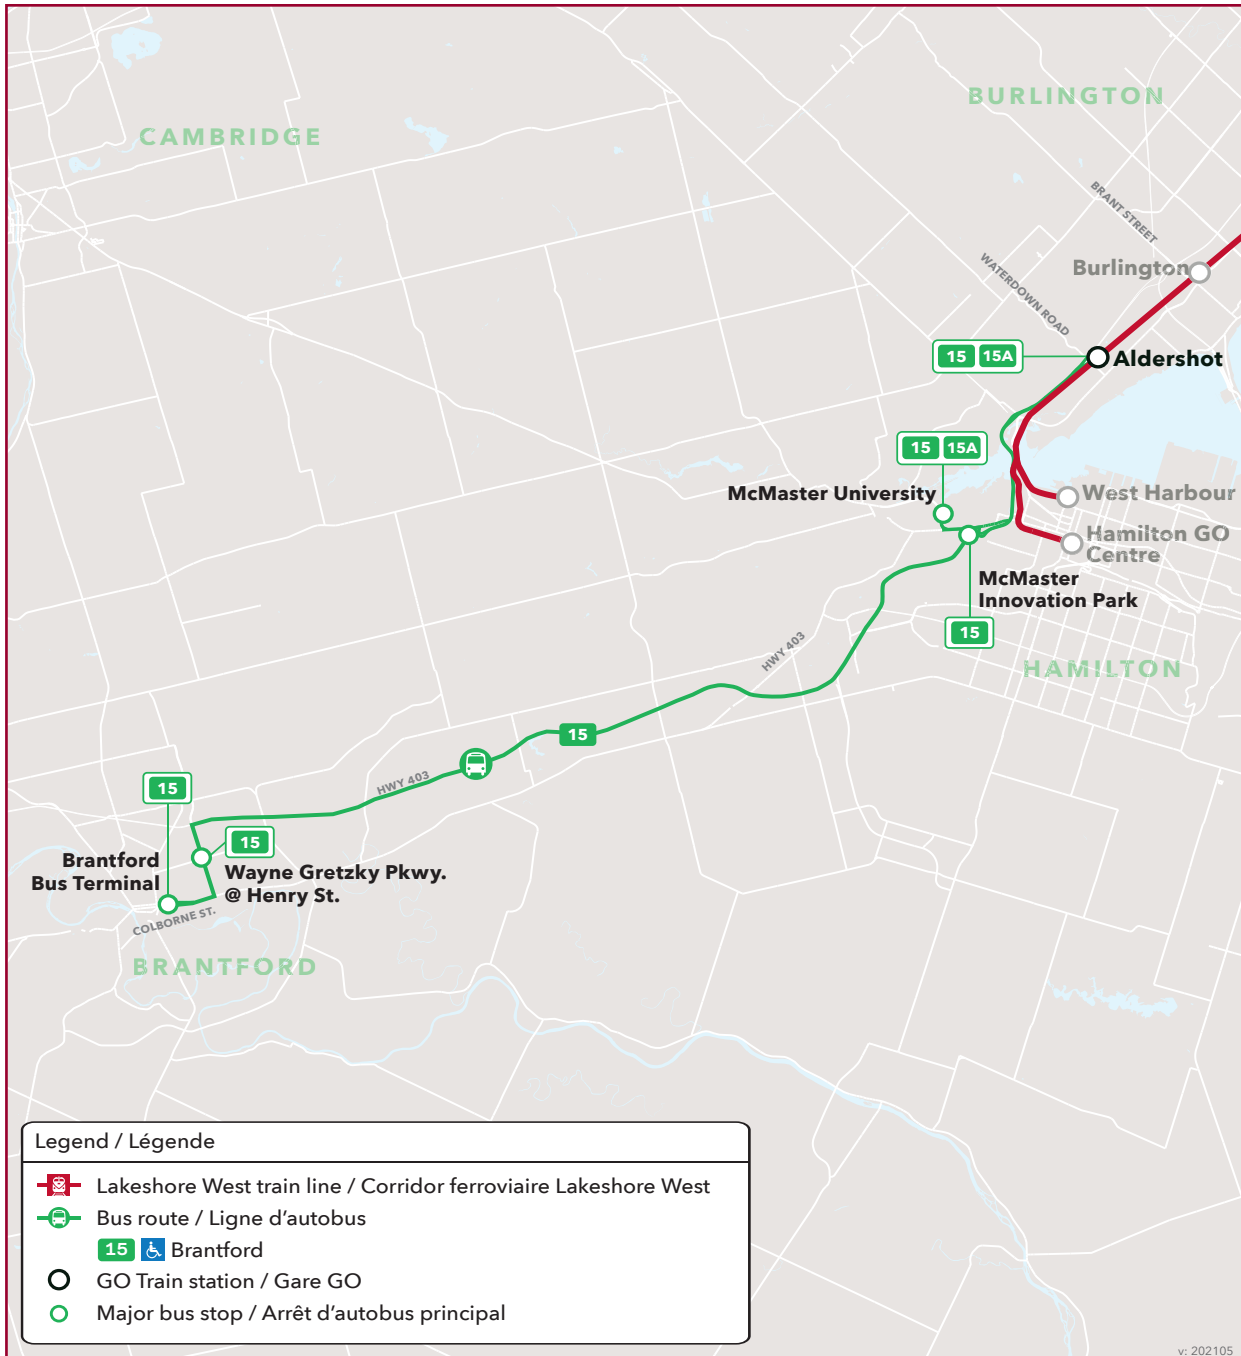 BURLINGTON
CAMBRIDGE
BRANT STREET
Burlington
WATERDOWN ROAD
15 15A
Aldershot
15 15A
McMaster University
West Harbour
Hamilton GO
Centre
McMaster
Innovation Park
15
HWY 403
HAMILTON
15
HWY 403
15
15
Brantford
Bus Terminal
Wayne Gretzky Pkwy.
@ Henry St.
COLBORNE ST.
BRANTFORD
Legend / Légende
Lakeshore West train line / Corridor ferroviaire Lakeshore West
Bus route / Ligne d'autobus
15 Brantford
GO Train station / Gare GO
Major bus stop / Arrêt d'autobus principal
v: 202105